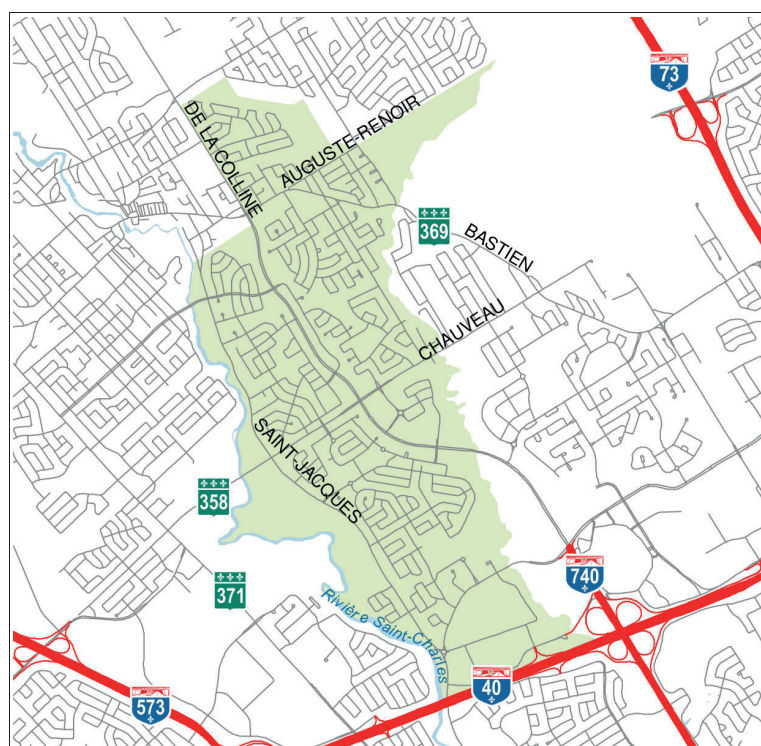 73
DE LA COLLINE
AUGUSTE-RENOIR
369
BASTIEN
CHAUVEAU
SAINT-JACQUES
358
371
740
Rivière Saint-Charles
40
573